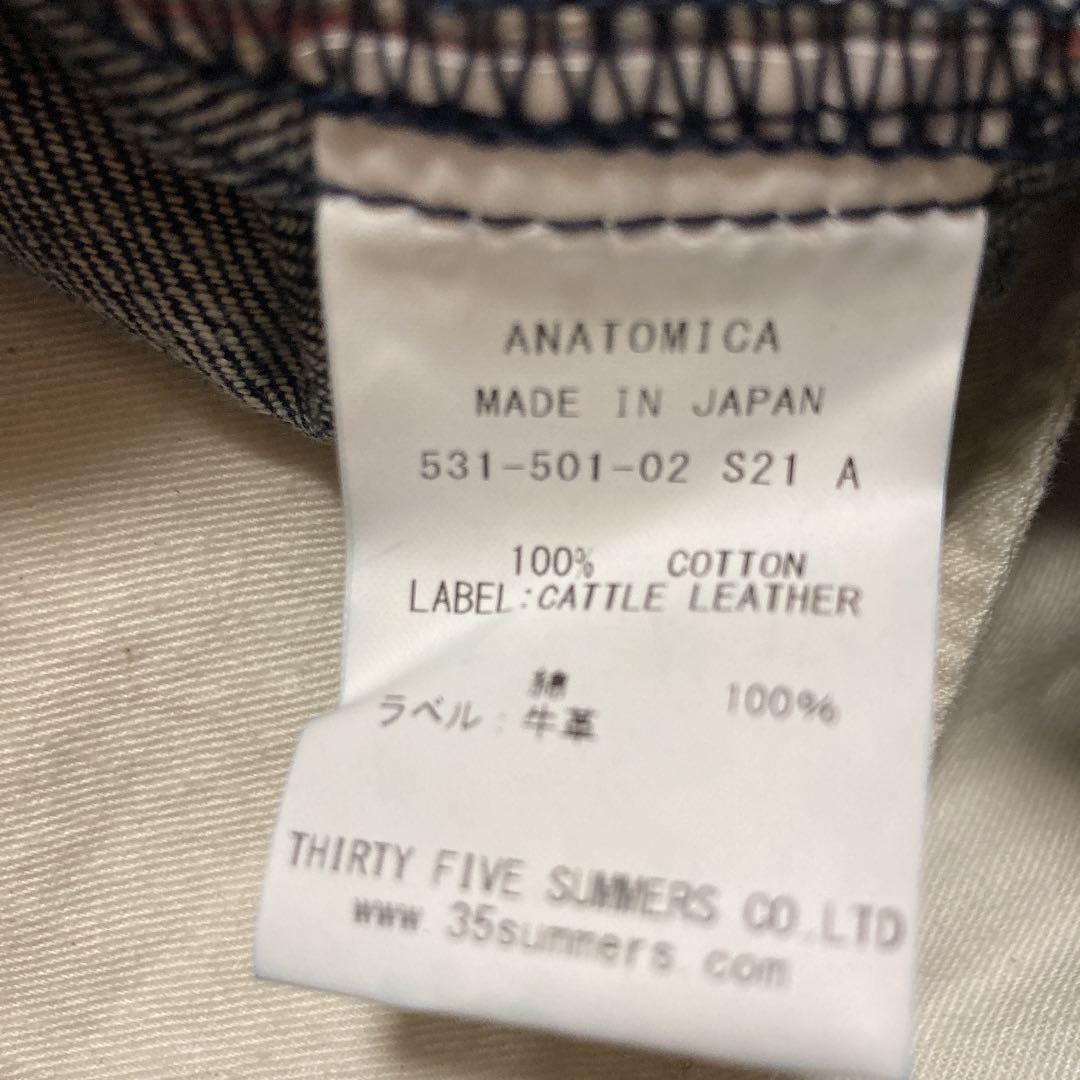 ANATOMICA
MADE IN JAPAN
531-501-02 S21 A
100% COTTON
LABEL:CATTLE LEATHER
綿 100%
ラベル:牛革
THIRTY FIVE SUMMERS CO.LTD
www.35summers.com